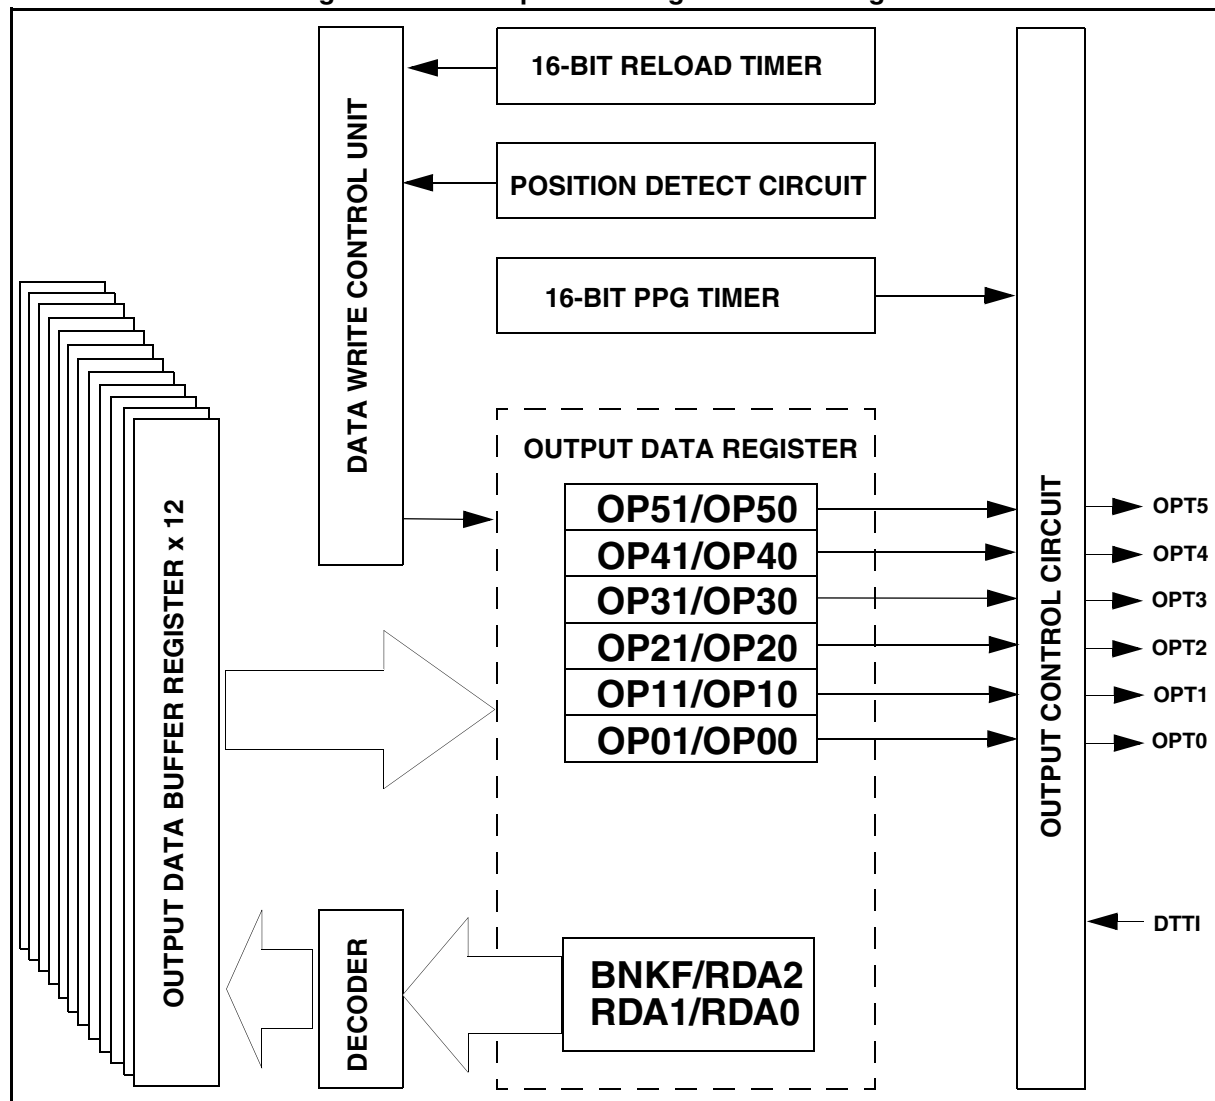 16-BIT RELOAD TIMER
DATA WRITE CONTROL UNIT
POSITION DETECT CIRCUIT
16-BIT PPG TIMER
OUTPUT DATA REGISTER
OP51/OP50
OP41/OP40
OP31/OP30
OP21/OP20
OP11/OP10
OP01/OP00
OUTPUT DATA BUFFER REGISTER x 12
OUTPUT CONTROL CIRCUIT
OPT5
OPT4
OPT3
OPT2
OPT1
OPT0
DTTI
DECODER
BNKF/RDA2
RDA1/RDA0